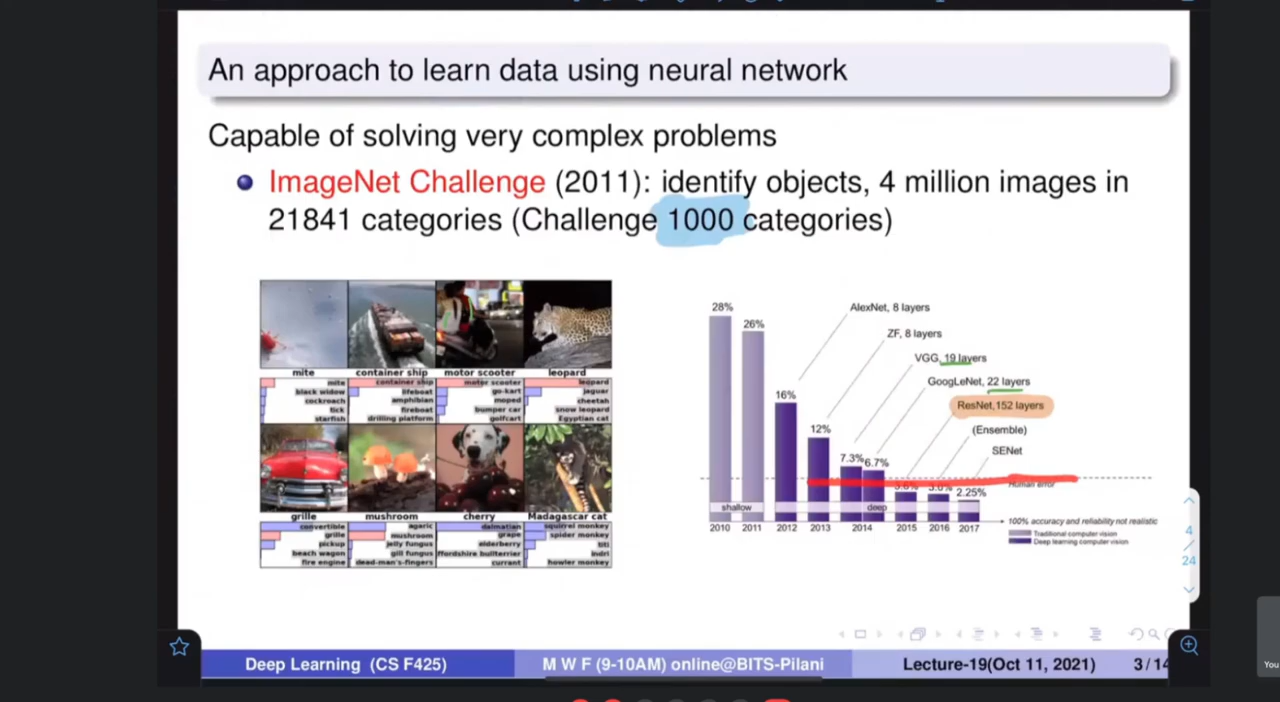 An approach to learn data using neural network
Capable of solving very complex problems
ImageNet Challenge (2011): identify objects, 4 million images in
21841 categories (Challenge 1000 categories)
mite container ship motor scooter leopard
mite container ship motor scooter leopard
black widow lifeboat go-kart jaguar
cockroach amphibian moped cheetah
tick fireboat bumper car snow leopard
starfish drilling platform golfcart Egyptian cat
grille mushroom cherry Madagascar cat
convertible agaric dalmatian squirrel monkey
grille mushroom grape spider monkey
pickup jelly fungus elderberry titi
beach wagon gill fungus ffordshire bullterrier indri
fire engine dead-man's-fingers currant howler monkey
28%
26%
16%
12%
7.3%
6.7%
3.6%
3.0%
2.25%
AlexNet, 8 layers
ZF, 8 layers
VGG, 19 layers
GoogLeNet, 22 layers
ResNet, 152 layers
(Ensemble)
SENet
Human error
shallow
deep
2010 2011 2012 2013 2014 2015 2016 2017
100% accuracy and reliability not realistic
Traditional computer vision
Deep learning computer vision
4
/
24
Deep Learning (CS F425) M W F (9-10AM) online@BITS-Pilani Lecture-19(Oct 11, 2021) 3 / 14
You